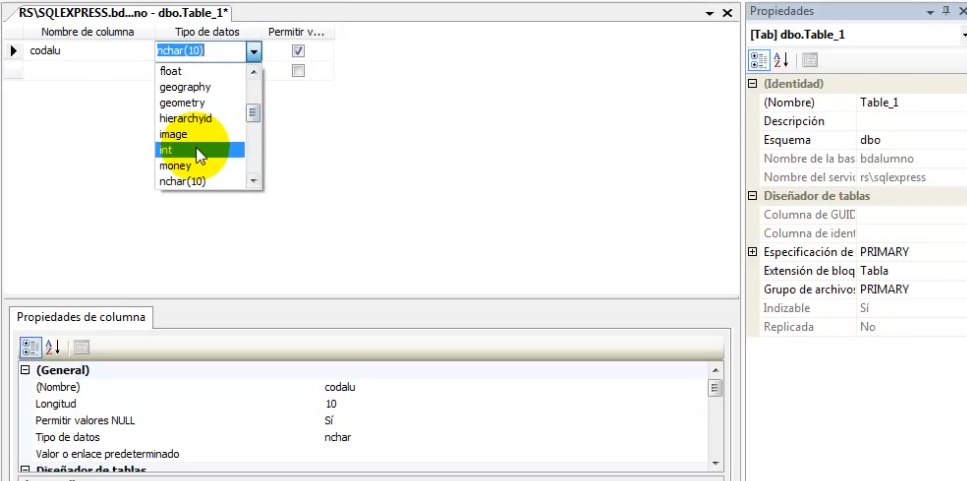 RS\SQLEXPRESS.bd...no - dbo.Table_1*
Nombre de columna Tipo de datos Permitir v...
codalu nchar(10)
float
geography
geometry
hierarchyid
image
int
money
nchar(10)
Propiedades de columna
(General)
(Nombre) codalu
Longitud 10
Permitir valores NULL Sí
Tipo de datos nchar
Valor o enlace predeterminado
Diseñador de tablas
Propiedades
[Tab] dbo.Table_1
(Identidad)
(Nombre) Table_1
Descripción
Esquema dbo
Nombre de la bas bdalumno
Nombre del servic rs\sqlexpress
Diseñador de tablas
Columna de GUID
Columna de ident
Especificación de PRIMARY
Extensión de bloq Tabla
Grupo de archivos PRIMARY
Indizable Sí
Replicada No